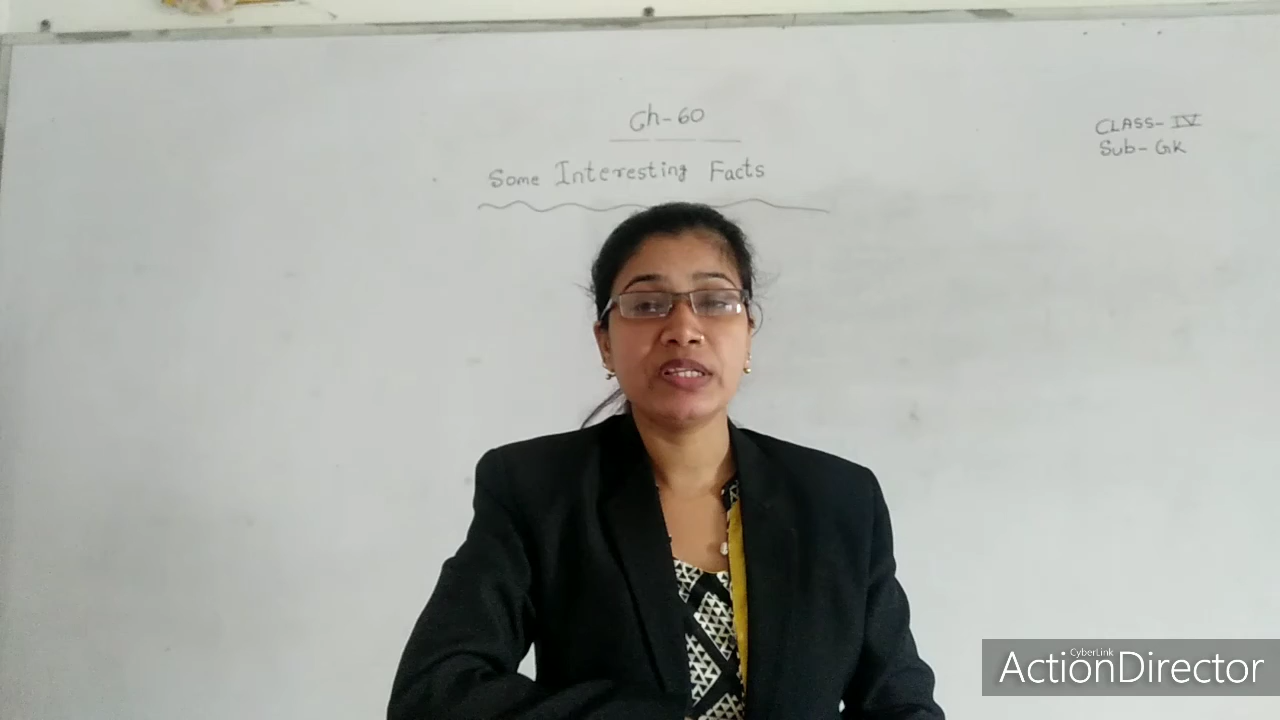 Ch-60
Some Interesting Facts
CLASS-IV
Sub-GK
CyberLink
ActionDirector